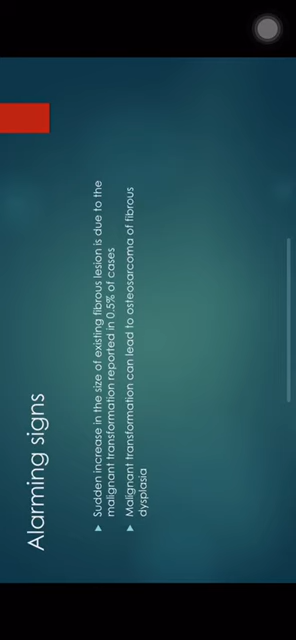 Alarming signs
Sudden increase in the size of existing fibrous lesion is due to the
malignant transformation reported in 0.5% of cases
Malignant transformation can lead to osteosarcoma of fibrous
dysplasia